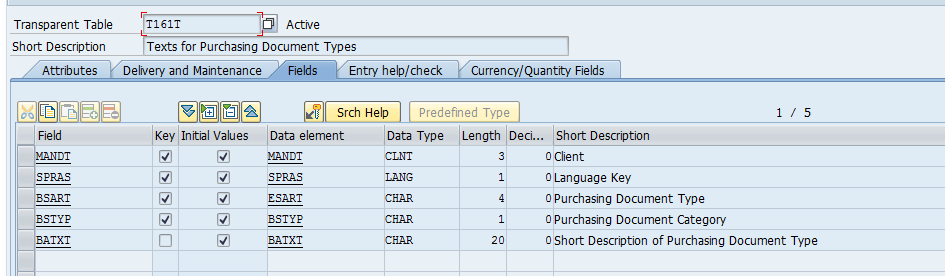 Transparent Table T161T Active
Short Description Texts for Purchasing Document Types
Attributes Delivery and Maintenance Fields Entry help/check Currency/Quantity Fields
Srch Help Predefined Type 1 / 5
Field Key Initial Values Data element Data Type Length Deci... Short Description
MANDT MANDT CLNT 3 0 Client
SPRAS SPRAS LANG 1 0 Language Key
BSART ESART CHAR 4 0 Purchasing Document Type
BSTYP BSTYP CHAR 1 0 Purchasing Document Category
BATXT BATXT CHAR 20 0 Short Description of Purchasing Document Type